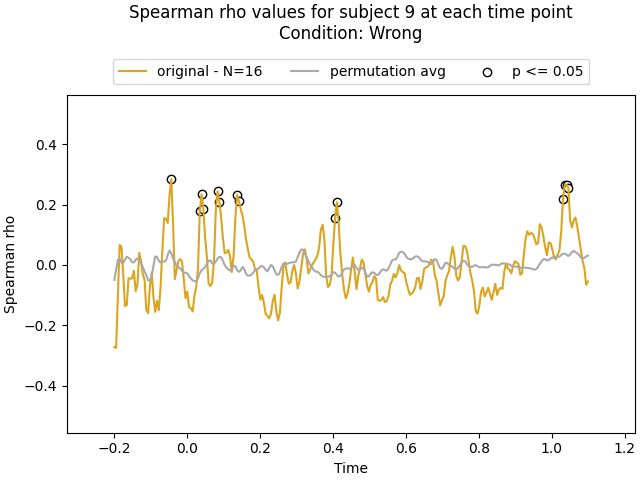 Spearman rho values for subject 9 at each time point
Condition: Wrong
original - N=16
permutation avg
p <= 0.05
Spearman rho
0.4
0.2
0.0
−0.2
−0.4
−0.2
0.0
0.2
0.4
0.6
0.8
1.0
1.2
Time